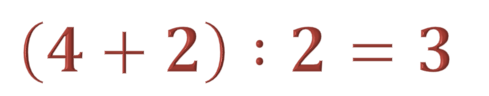 (4 + 2) : 2 = 3